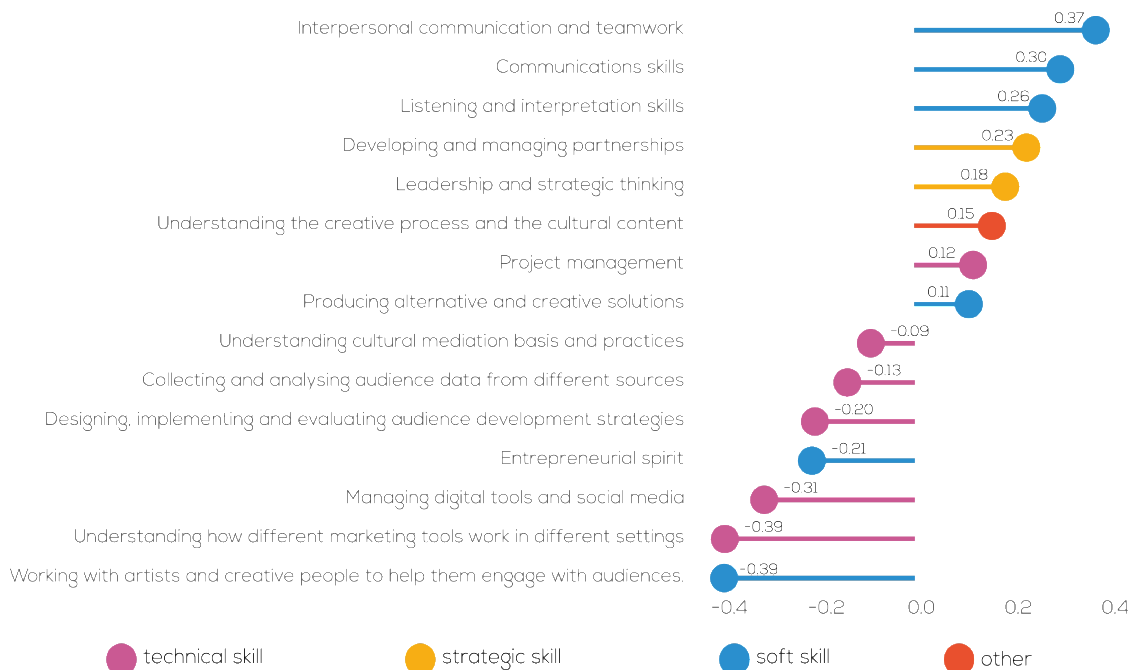 Interpersonal communication and teamwork 0.37
Communications skills 0.30
Listening and interpretation skills 0.26
Developing and managing partnerships 0.23
Leadership and strategic thinking 0.18
Understanding the creative process and the cultural content 0.15
Project management 0.12
Producing alternative and creative solutions 0.11
Understanding cultural mediation basis and practices -0.09
Collecting and analysing audience data from different sources -0.13
Designing, implementing and evaluating audience development strategies -0.20
Entrepreneurial spirit -0.21
Managing digital tools and social media -0.31
Understanding how different marketing tools work in different settings -0.39
Working with artists and creative people to help them engage with audiences. -0.39
-0.4 -0.2 0.0 0.2 0.4
technical skill strategic skill soft skill other